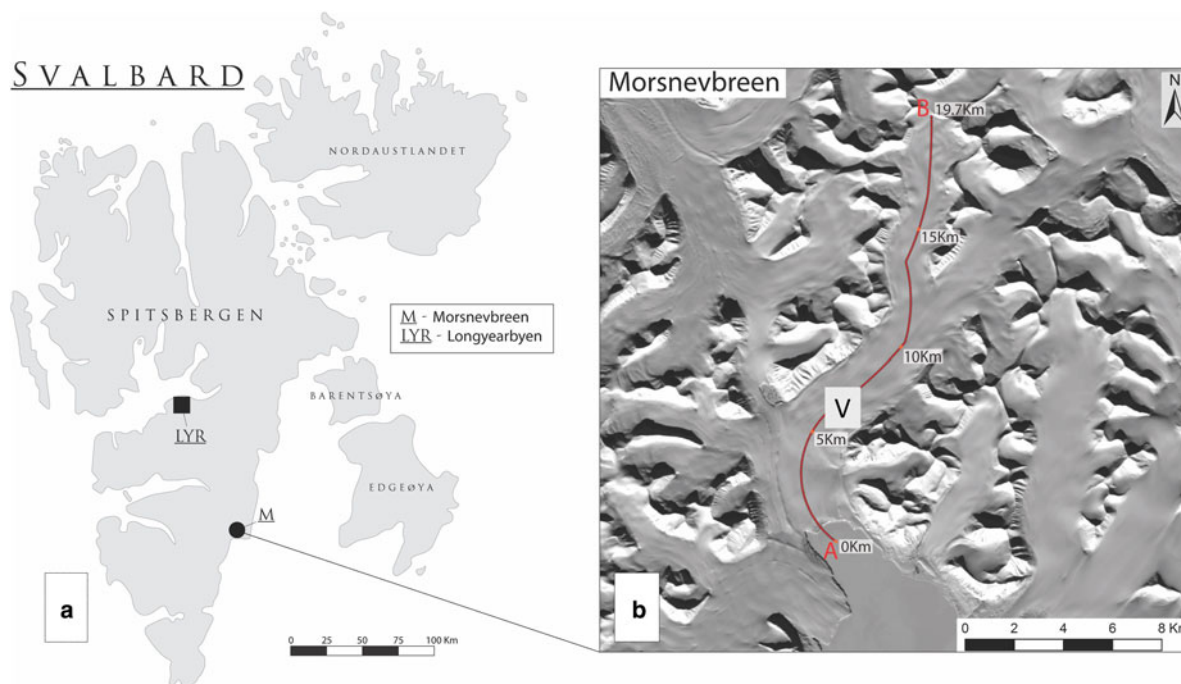 SVALBARD
NORDAUSTLANDET
SPITSBERGEN
M - Morsnevbreen
LYR - Longyearbyen
BARENTSØYA
LYR
EDGEØYA
M
a
0 25 50 75 100 Km
Morsnevbreen
N
B 19.7Km
15Km
10Km
V
5Km
A 0Km
b
0 2 4 6 8 Km